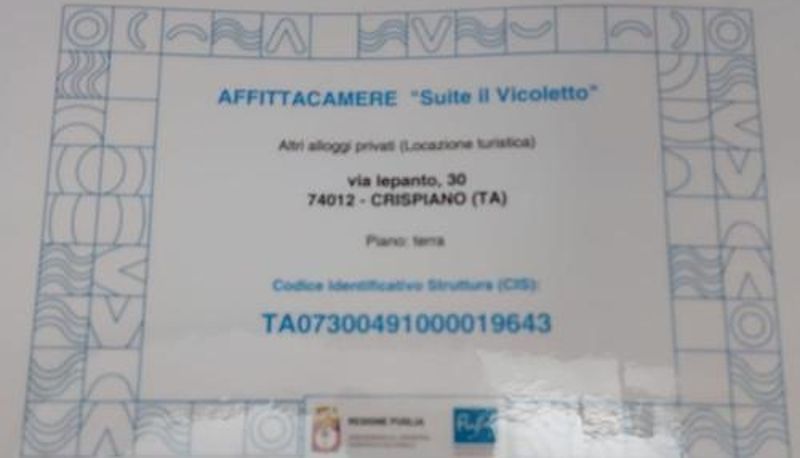 AFFITTACAMERE "Suite il Vicoletto"
Altri alloggi privati (Locazione turistica)
via lepanto, 30
74012 - CRISPIANO (TA)
Piano: terra
Codice Identificativo Struttura (CIS):
TA07300491000019643
REGIONE PUGLIA